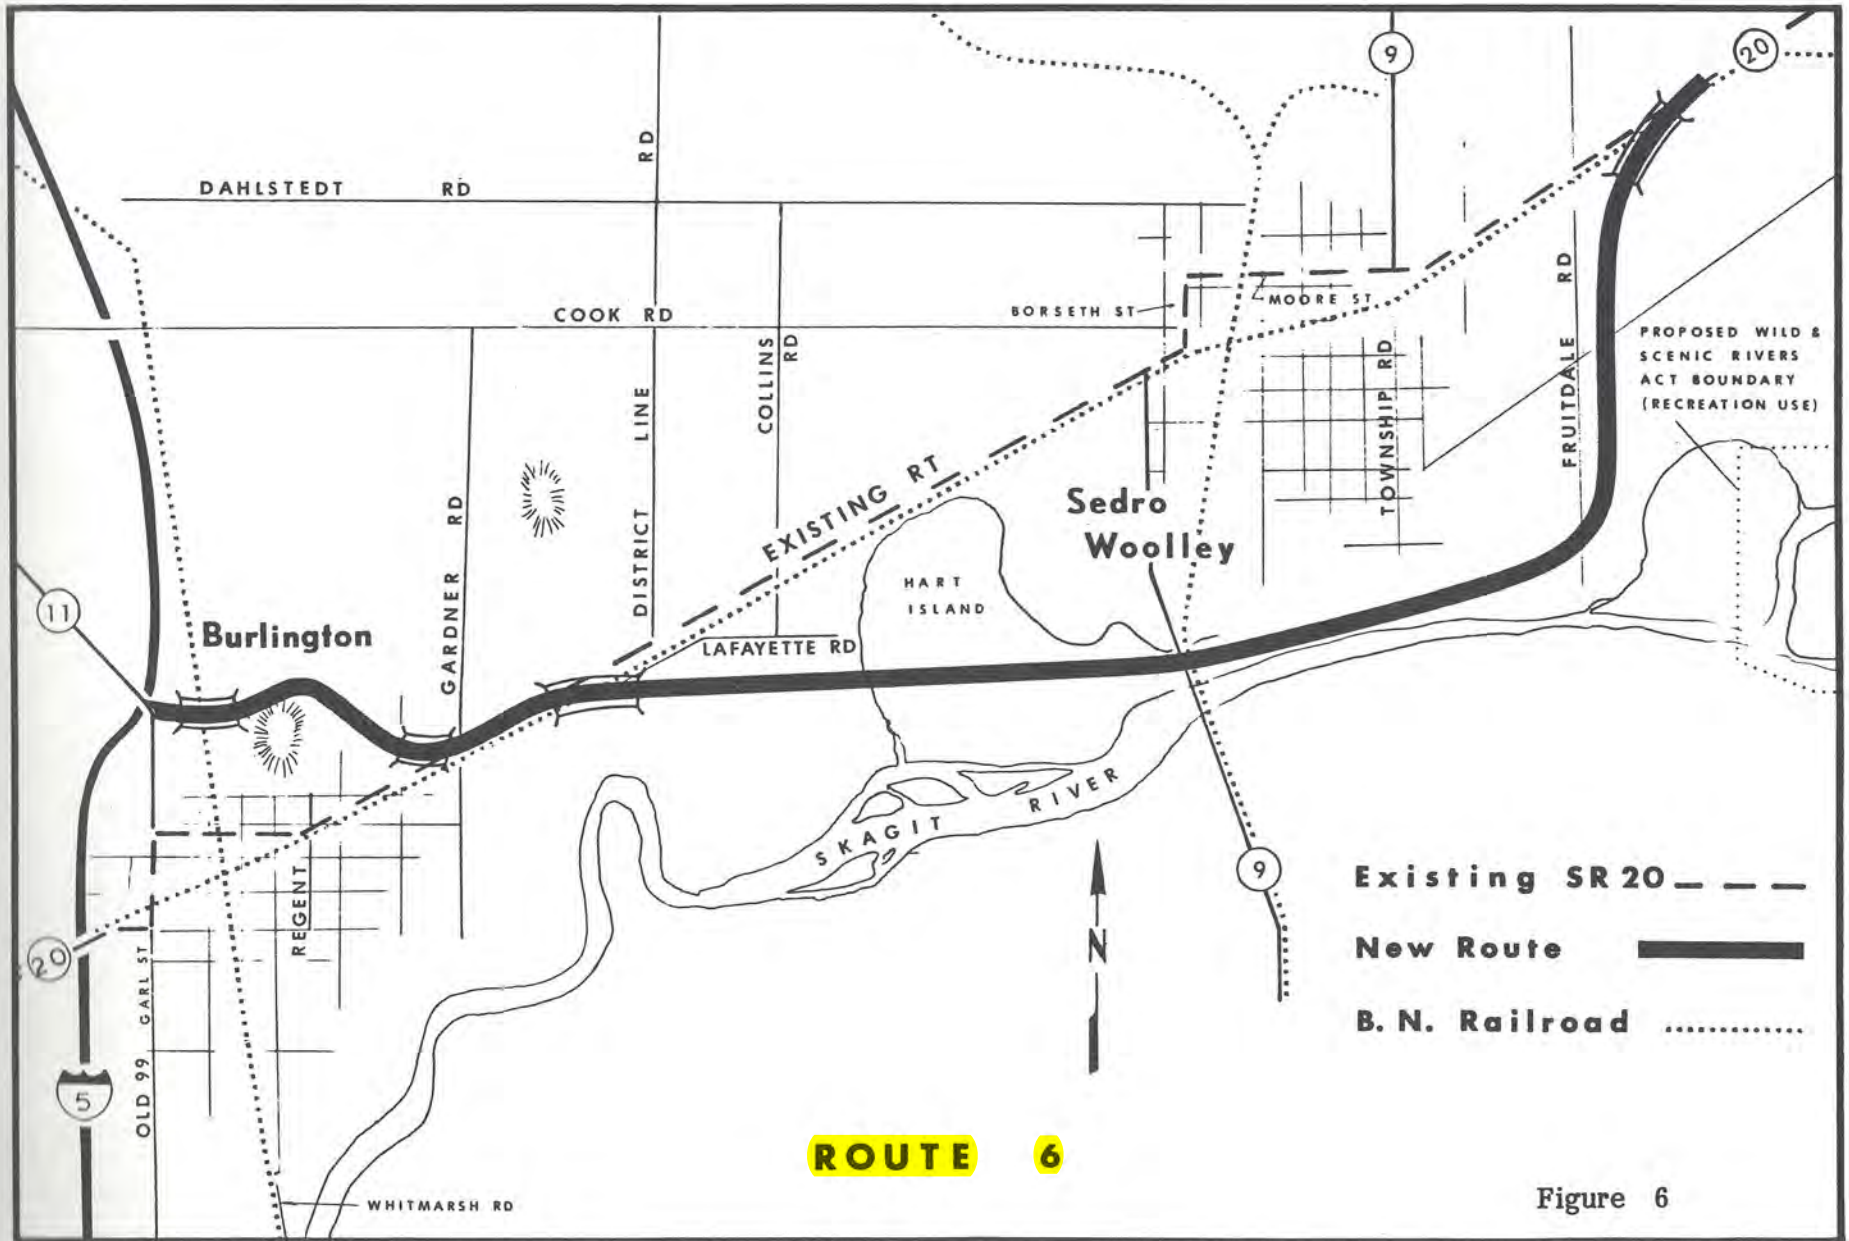 9
20
DAHLSTEDT RD
RD
COOK RD
BORSETH ST
MOORE ST
RD
COLLINS RD
DISTRICT LINE
TOWNSHIP RD
FRUITDALE
PROPOSED WILD &
SCENIC RIVERS
ACT BOUNDARY
(RECREATION USE)
EXISTING RT
Sedro
Woolley
GARDNER RD
HART
ISLAND
11
Burlington
LAFAYETTE RD
SKAGIT RIVER
9
REGENT
20
OLD 99 GARL ST
5
N
Existing SR 20
New Route
B. N. Railroad
ROUTE 6
WHITMARSH RD
Figure 6